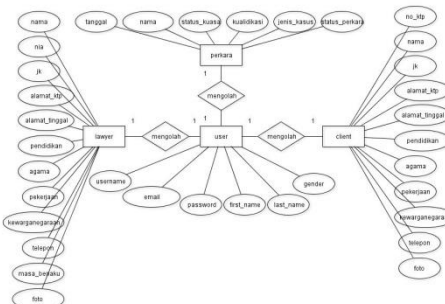 nama
nia
jk
alamat_ktp
alamat_tinggal
pendidikan
agama
pekerjaan
kewarganegaraan
telepon
masa_berlaku
foto
tanggal
nama
status_kuasa
kualidikasi
jenis_kasus
status_perkara
perkara
1
mengolah
1
lawyer
1
mengolah
1
user
1
mengolah
1
client
username
email
password
first_name
last_name
gender
no_ktp
nama
jk
alamat_ktp
alamat_tinggal
pendidikan
agama
pekerjaan
kewarganegaraa
telepon
foto